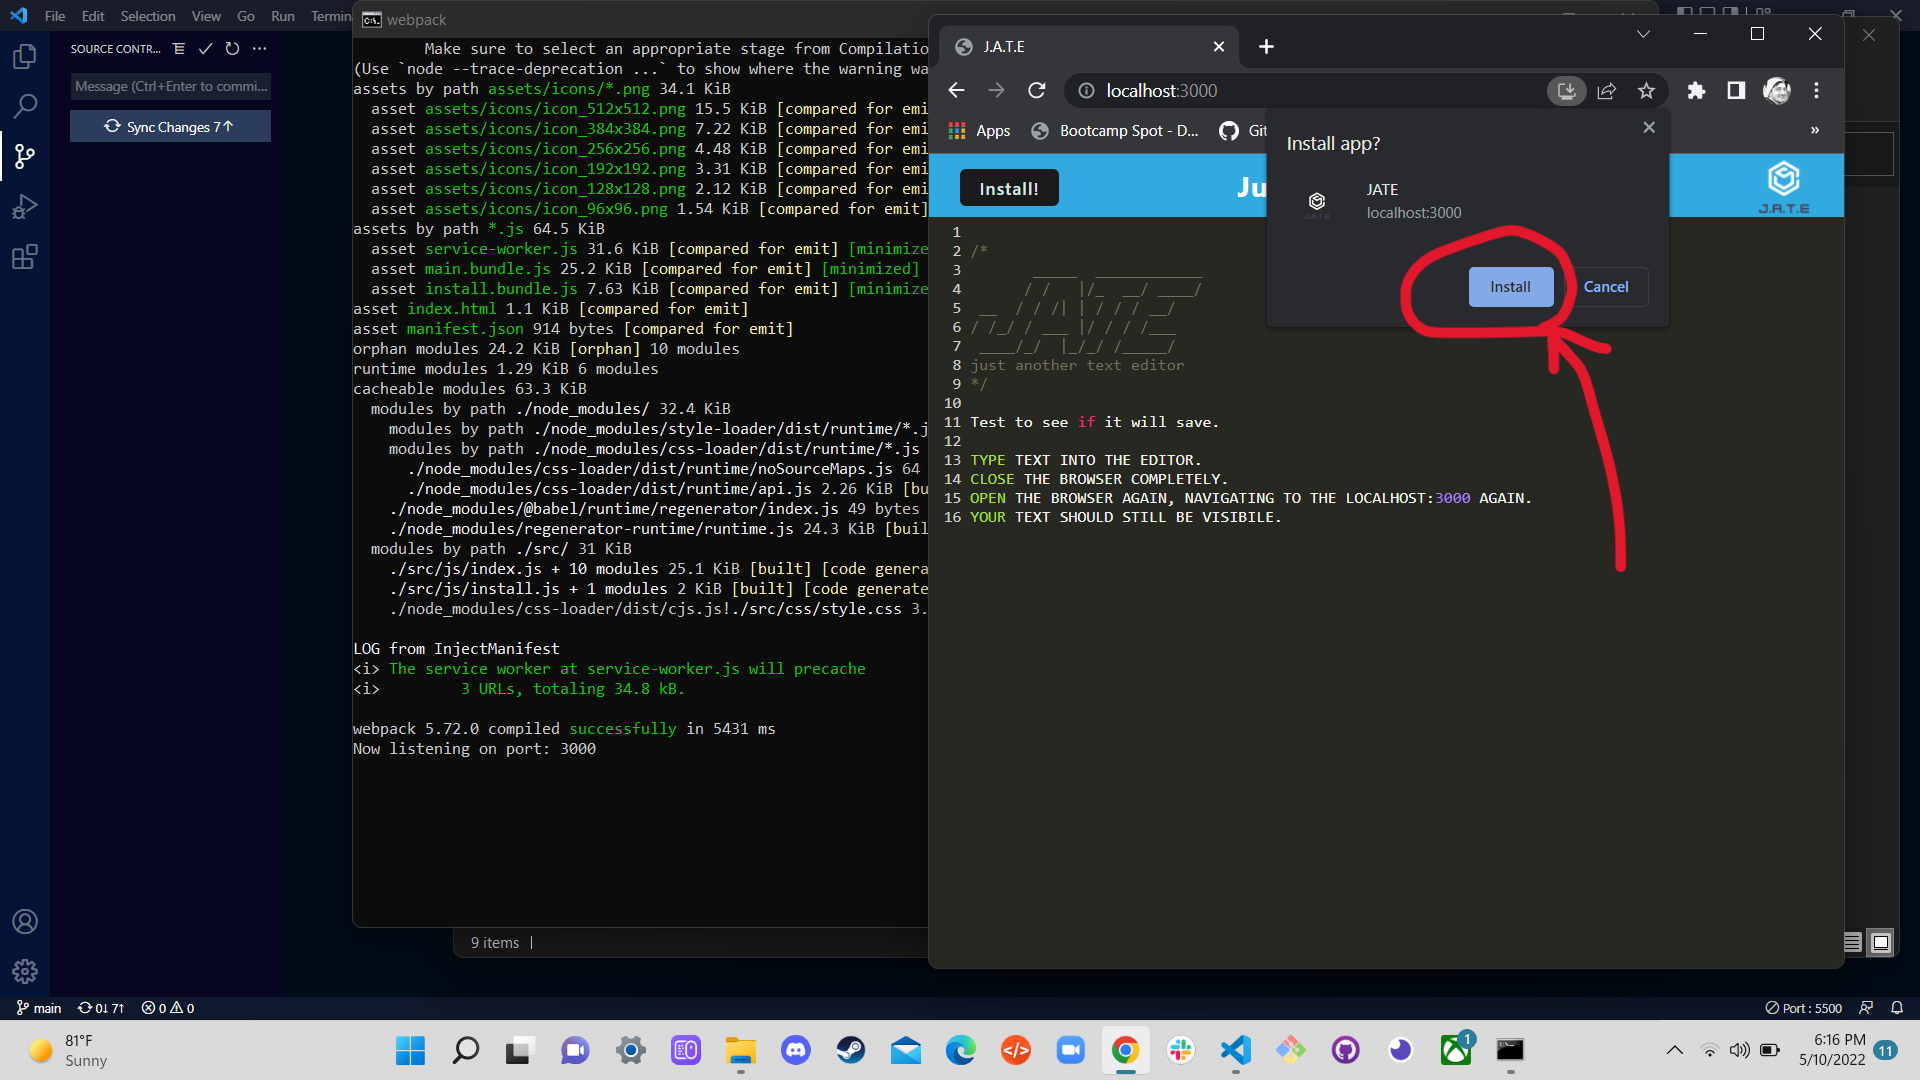 File Edit Selection View Go Run Termin
SOURCE CONTR...
Message (Ctrl+Enter to commi...
Sync Changes 7↑
webpack
Make sure to select an appropriate stage from Compilatio
(Use `node --trace-deprecation ...` to show where the warning wa
assets by path assets/icons/*.png 34.1 KiB
asset assets/icons/icon_512x512.png 15.5 KiB [compared for emi
asset assets/icons/icon_384x384.png 7.22 KiB [compared for emi
asset assets/icons/icon_256x256.png 4.48 KiB [compared for emi
asset assets/icons/icon_192x192.png 3.31 KiB [compared for emi
asset assets/icons/icon_128x128.png 2.12 KiB [compared for emi
asset assets/icons/icon_96x96.png 1.54 KiB [compared for emit]
assets by path *.js 64.5 KiB
asset service-worker.js 31.6 KiB [compared for emit] [minimize
asset main.bundle.js 25.2 KiB [compared for emit] [minimized]
asset install.bundle.js 7.63 KiB [compared for emit] [minimize
asset index.html 1.1 KiB [compared for emit]
asset manifest.json 914 bytes [compared for emit]
orphan modules 24.2 KiB [orphan] 10 modules
runtime modules 1.29 KiB 6 modules
cacheable modules 63.3 KiB
modules by path ./node_modules/ 32.4 KiB
modules by path ./node_modules/style-loader/dist/runtime/*.j
modules by path ./node_modules/css-loader/dist/runtime/*.js
./node_modules/css-loader/dist/runtime/noSourceMaps.js 64
./node_modules/css-loader/dist/runtime/api.js 2.26 KiB [bu
./node_modules/@babel/runtime/regenerator/index.js 49 bytes
./node_modules/regenerator-runtime/runtime.js 24.3 KiB [buil
modules by path ./src/ 31 KiB
./src/js/index.js + 10 modules 25.1 KiB [built] [code genera
./src/js/install.js + 1 modules 2 KiB [built] [code generate
./node_modules/css-loader/dist/cjs.js!./src/css/style.css 3.
LOG from InjectManifest
<i> The service worker at service-worker.js will precache
<i> 3 URLs, totaling 34.8 kB.
webpack 5.72.0 compiled successfully in 5431 ms
Now listening on port: 3000
9 items
J.A.T.E
localhost:3000
Apps Bootcamp Spot - D... Git
»
Install app?
JATE
localhost:3000
Install Cancel
Install!
Ju
J.A.T.E
1
2 /*
3 _____ ____________
4 / / |/_ __/ ____/
5 __ / / /| | / / / __/
6 / /_/ / ___ |/ / / /___
7 ____/_/ |_/_/ /_____/
8 just another text editor
9 */
10
11 Test to see if it will save.
12
13 TYPE TEXT INTO THE EDITOR.
14 CLOSE THE BROWSER COMPLETELY.
15 OPEN THE BROWSER AGAIN, NAVIGATING TO THE LOCALHOST:3000 AGAIN.
16 YOUR TEXT SHOULD STILL BE VISIBILE.
main 0↓ 7↑ 0 0
Port : 5500
81°F
Sunny
1
6:16 PM
5/10/2022
11